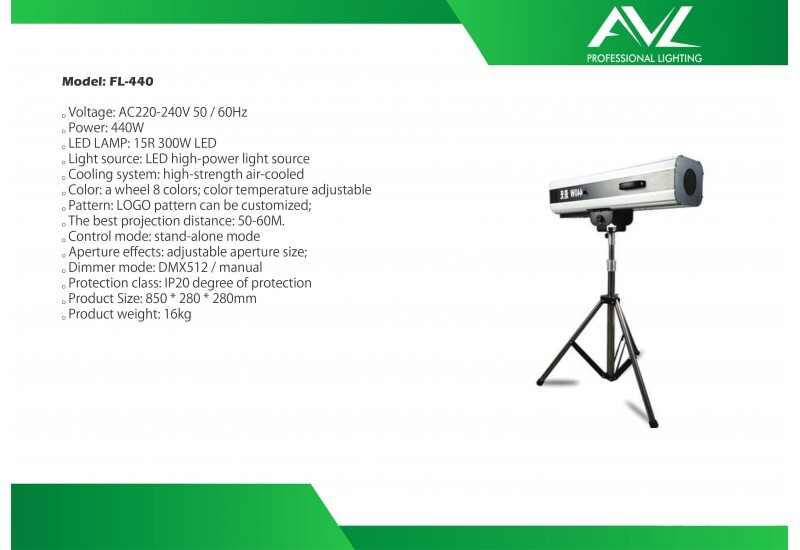 AVL
PROFESSIONAL LIGHTING
Model: FL-440
Voltage: AC220-240V 50 / 60Hz
Power: 440W
LED LAMP: 15R 300W LED
Light source: LED high-power light source
Cooling system: high-strength air-cooled
Color: a wheel 8 colors; color temperature adjustable
Pattern: LOGO pattern can be customized;
The best projection distance: 50-60M.
Control mode: stand-alone mode
Aperture effects: adjustable aperture size;
Dimmer mode: DMX512 / manual
Protection class: IP20 degree of protection
Product Size: 850 * 280 * 280mm
Product weight: 16kg